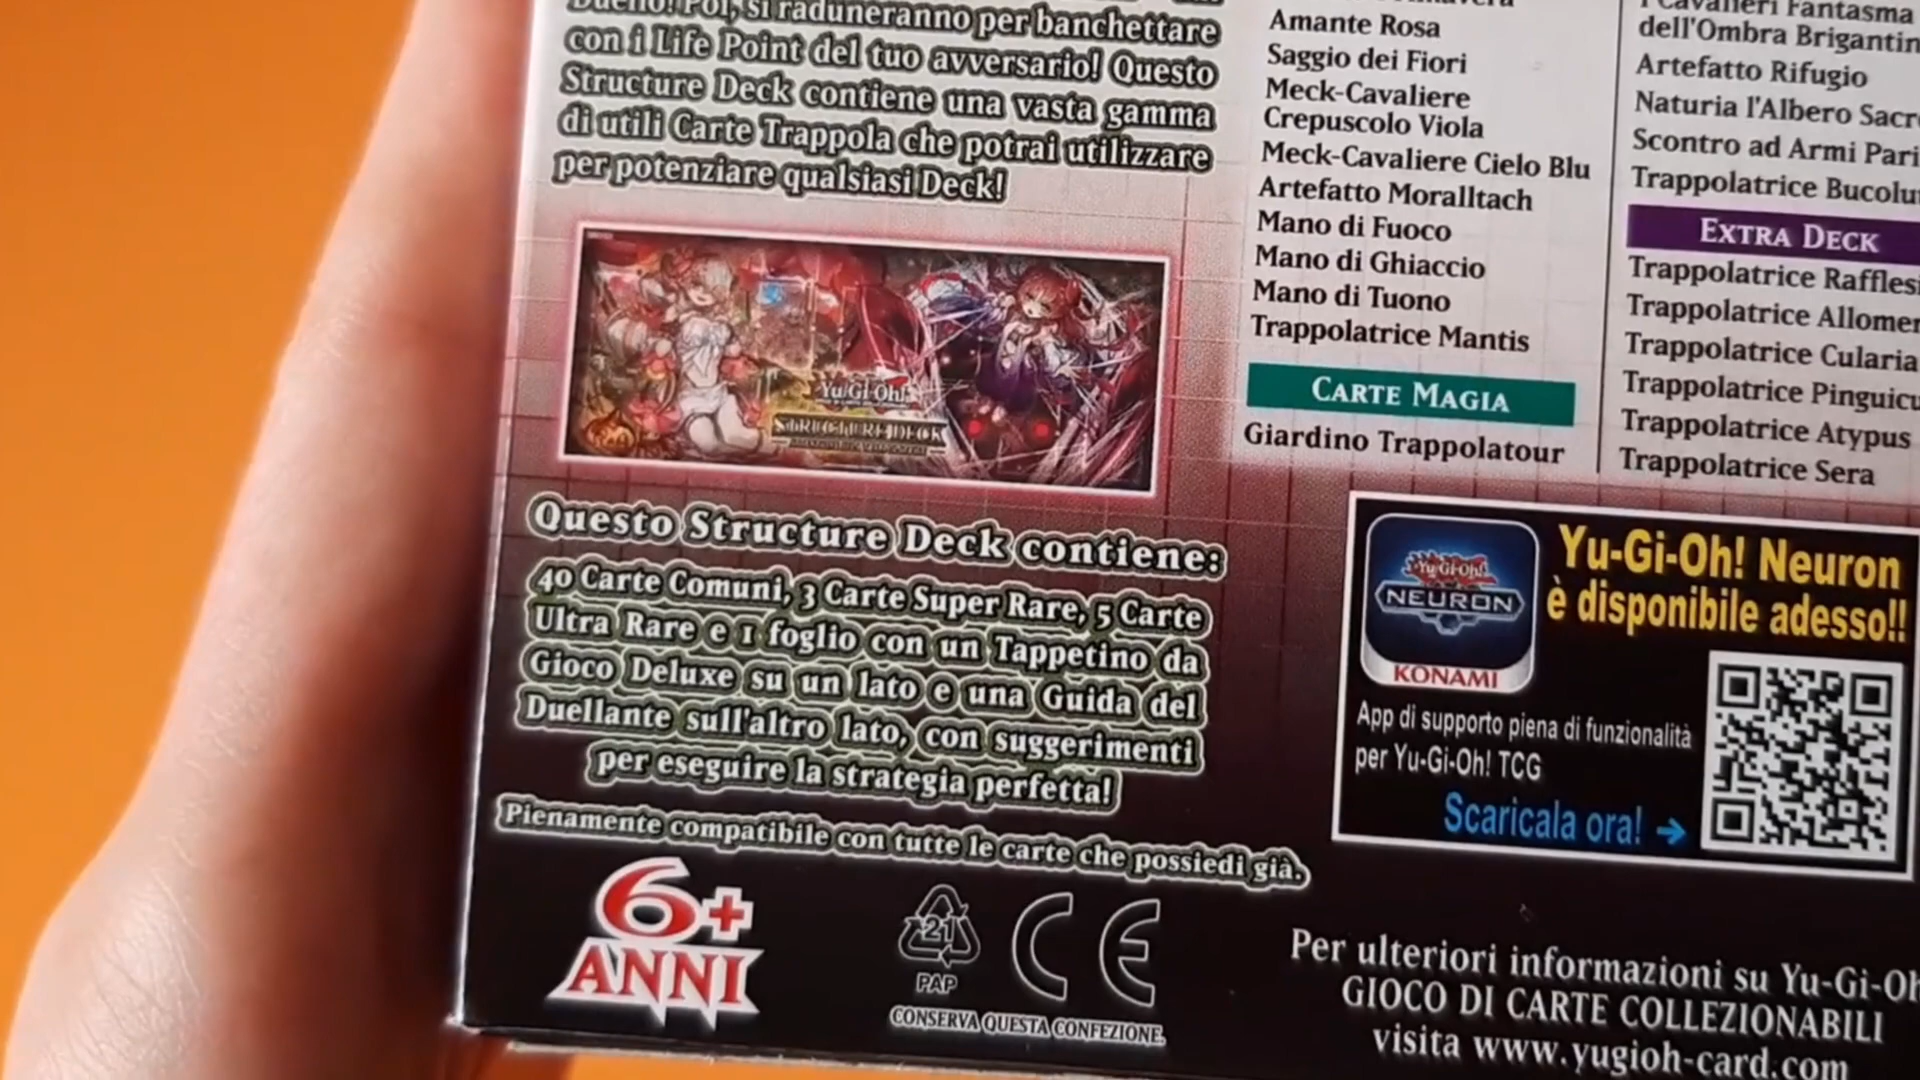 Duello! Poi, si raduneranno per banchettare
con i Life Point del tuo avversario! Questo
Structure Deck contiene una vasta gamma
di utili Carte Trappola che potrai utilizzare
per potenziare qualsiasi Deck!
Yu-Gi-Oh!
STRUCTURE DECK
Questo Structure Deck contiene:
40 Carte Comuni, 3 Carte Super Rare, 5 Carte
Ultra Rare e 1 foglio con un Tappetino da
Gioco Deluxe su un lato e una Guida del
Duellante sull'altro lato, con suggerimenti
per eseguire la strategia perfetta!
Pienamente compatibile con tutte le carte che possiedi già.
6+
ANNI
21
PAP
CE
CONSERVA QUESTA CONFEZIONE.
Amante Rosa
Saggio dei Fiori
Meck-Cavaliere
Crepuscolo Viola
Meck-Cavaliere Cielo Blu
Artefatto Moralltach
Mano di Fuoco
Mano di Ghiaccio
Mano di Tuono
Trappolatrice Mantis
CARTE MAGIA
Giardino Trappolatour
I Cavalieri Fantasma
dell'Ombra Brigantin
Artefatto Rifugio
Naturia l'Albero Sacr
Scontro ad Armi Pari
Trappolatrice Bucolu
EXTRA DECK
Trappolatrice Rafflesi
Trappolatrice Allomer
Trappolatrice Cularia
Trappolatrice Pinguicu
Trappolatrice Atypus
Trappolatrice Sera
Yu-Gi-Oh!
NEURON
KONAMI
Yu-Gi-Oh! Neuron
è disponibile adesso!!
App di supporto piena di funzionalità
per Yu-Gi-Oh! TCG
Scaricala ora! →
Per ulteriori informazioni su Yu-Gi-Oh
GIOCO DI CARTE COLLEZIONABILI
visita www.yugioh-card.com